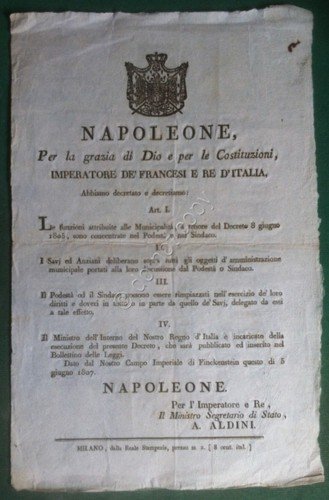 NAPOLEONE,
Per la grazia di Dio e per le Costituzioni,
IMPERATORE DE' FRANCESI E RE D'ITALIA,
Abbiamo decretato e decretiamo:
Art. I.
Le funzioni attribuite alle Municipalità, a tenore del Decreto 8 giugno
1805, sono concentrate nel Podestà o nel Sindaco.
II.
I Savj ed Anziani deliberano sopra tutti gli oggetti d'amministrazione
municipale portati alla loro discussione dal Podestà o Sindaco.
III.
Il Podestà ed il Sindaco possono essere rimpiazzati nell'esercizio de' loro
diritti e doveri in tutto o in parte da quello de' Savj, delegato da essi
a tale effetto.
IV.
Il Ministro dell'Interno del Nostro Regno d'Italia è incaricato della
esecuzione del presente Decreto, che sarà pubblicato ed inserito nel
Bollettino delle Leggi.
Dato dal Nostro Campo Imperiale di Finckenstein questo dì 5
giugno 1807.
NAPOLEONE.
Per l'Imperatore e Re,
Il Ministro Segretario di Stato,
A. ALDINI.
MILANO, dalla Reale Stamperia, prezzo m v. [8 cent. ital.]